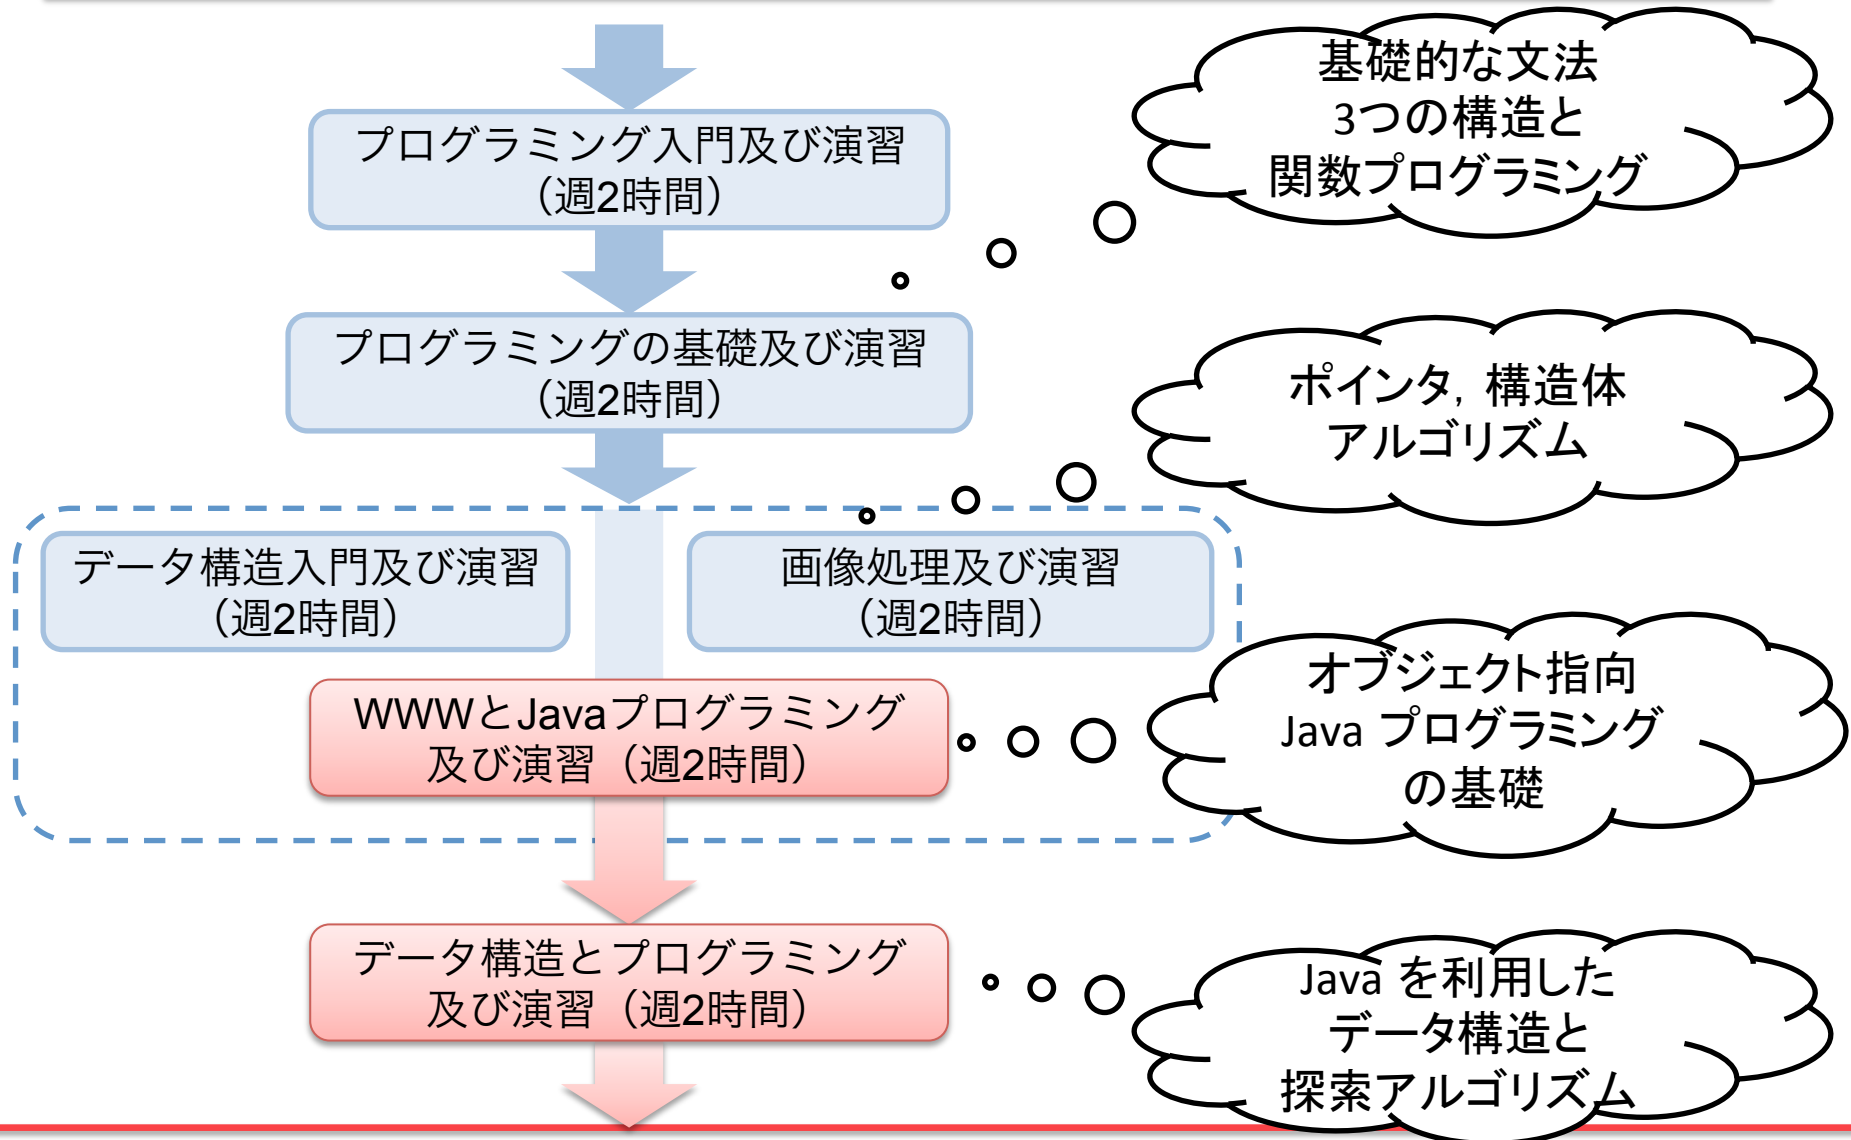 プログラミング入門及び演習
（週2時間）
基礎的な文法
3つの構造と
関数プログラミング
プログラミングの基礎及び演習
（週2時間）
ポインタ，構造体
アルゴリズム
データ構造入門及び演習
（週2時間）
画像処理及び演習
（週2時間）
WWWとJavaプログラミング
及び演習（週2時間）
オブジェクト指向
Java プログラミング
の基礎
データ構造とプログラミング
及び演習（週2時間）
Java を利用した
データ構造と
探索アルゴリズム